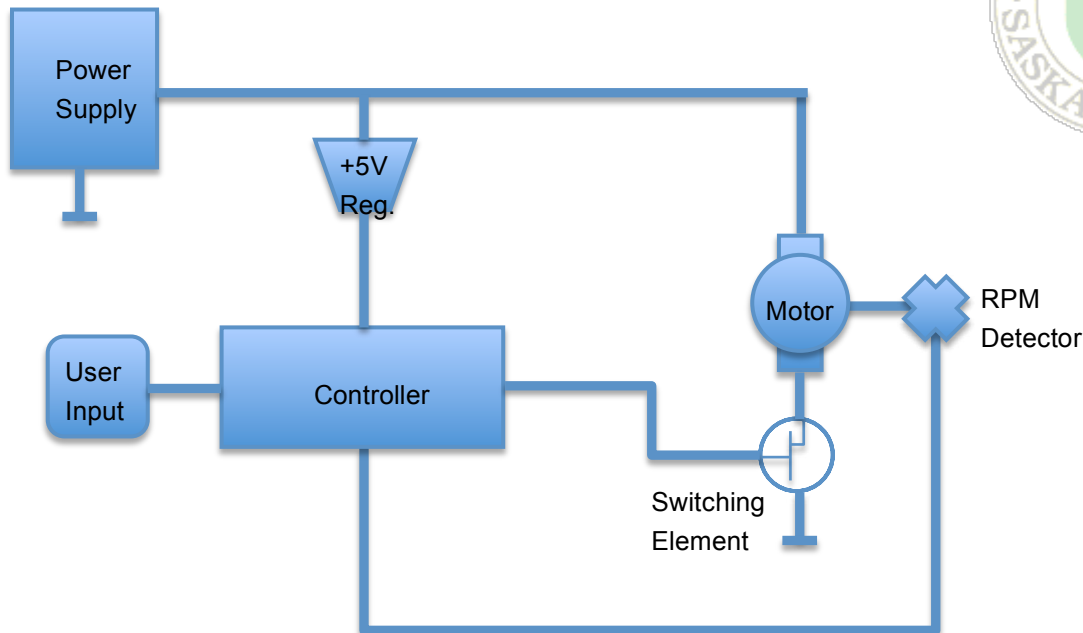 Power
Supply
+5V
Reg.
Motor
RPM
Detector
User
Input
Controller
Switching
Element